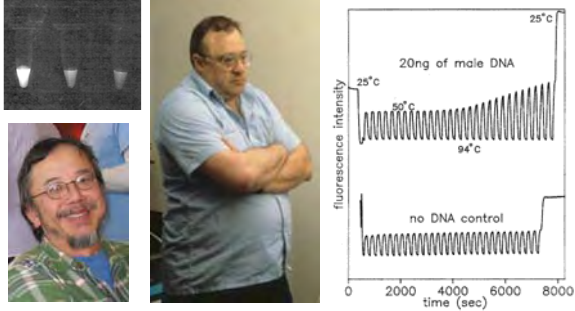 25°C
20ng of male DNA
25°C
50°C
94°C
no DNA control
fluorescence intensity
0 2000 4000 6000 8000
time (sec)